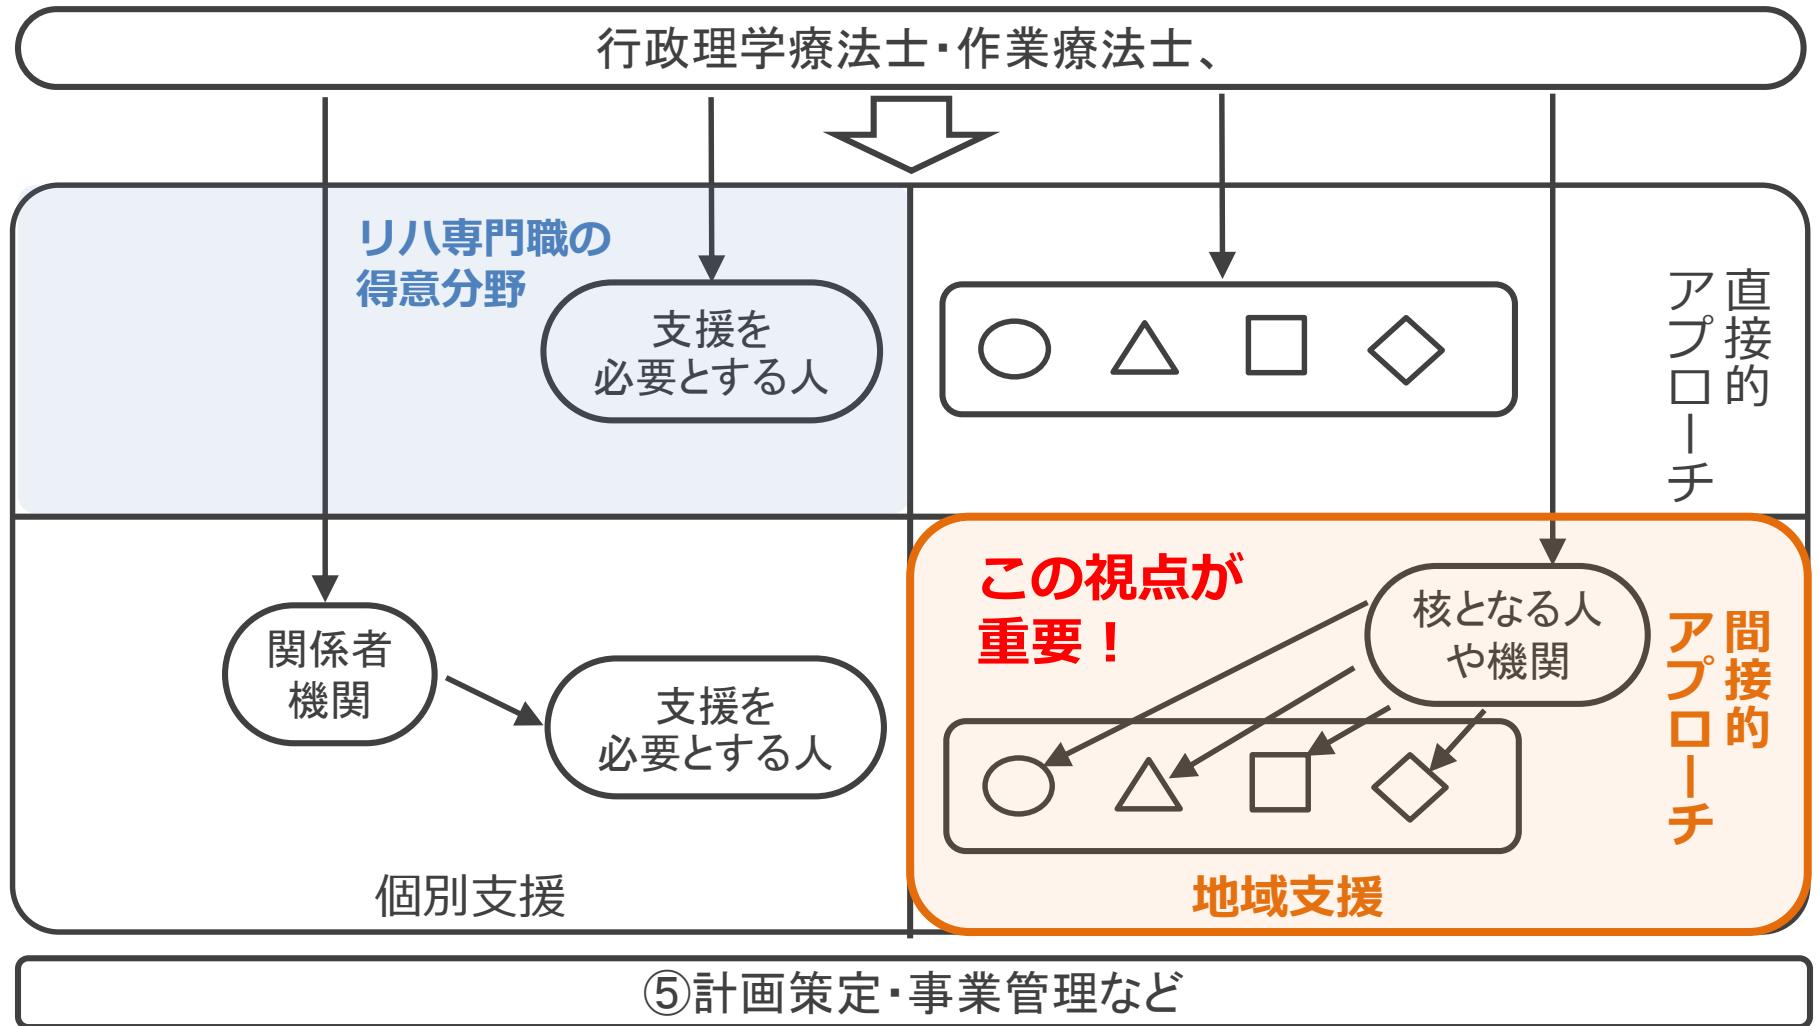 行政理学療法士・作業療法士、
リハ専門職の
得意分野
支援を
必要とする人
直接的
アプローチ
関係者
機関
支援を
必要とする人
個別支援
この視点が
重要！
核となる人
や機関
間接的
アプローチ
地域支援
⑤計画策定・事業管理など